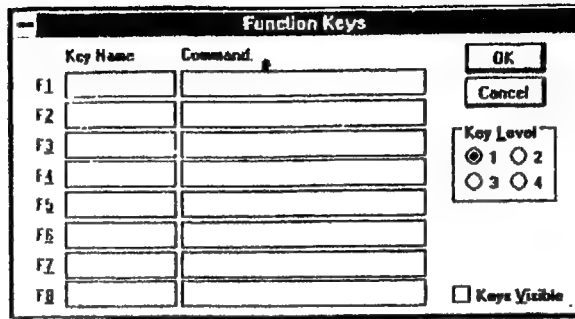 Function Keys
Key Name Command: OK
F1 Cancel
F2
F3 Key Level
1 2
F4 3 4
F5
F6
F7
F8 Keys Visible